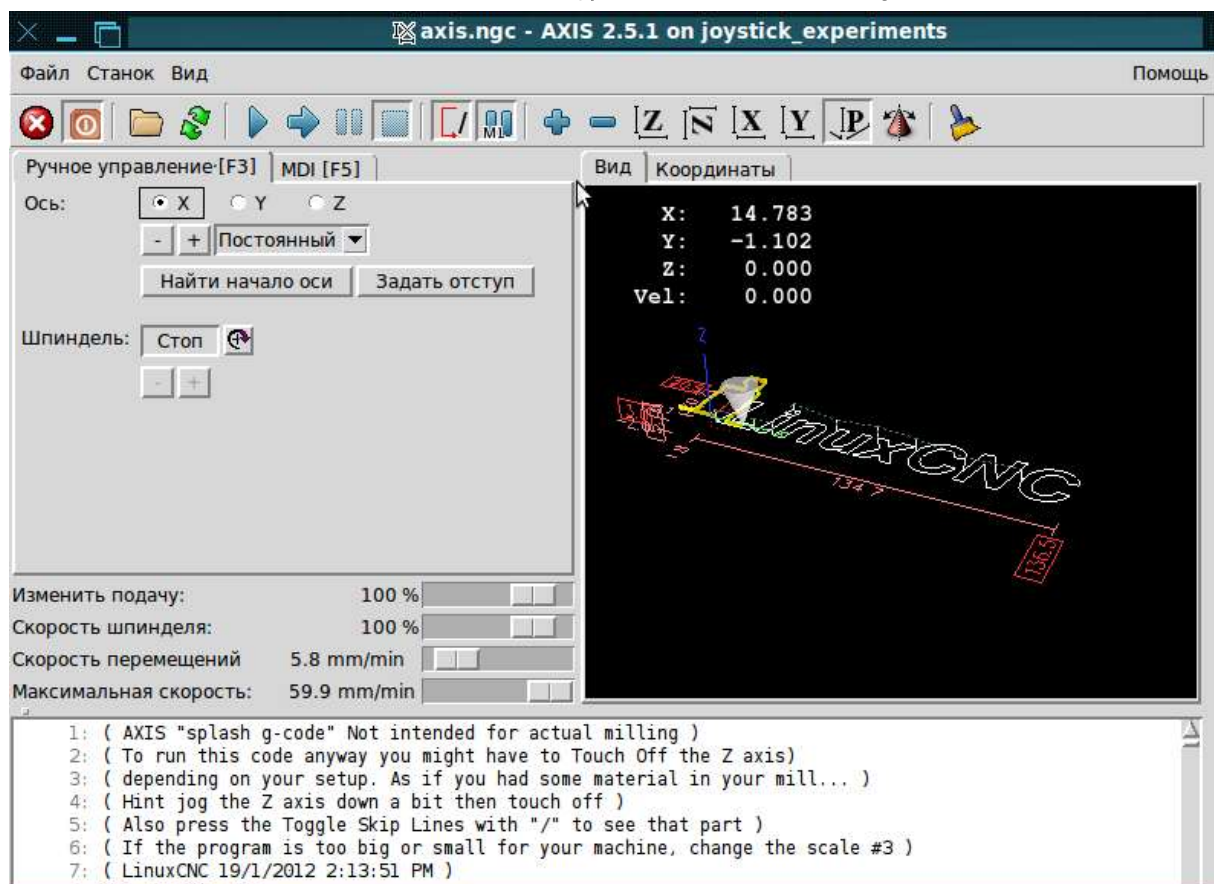 axis.ngc - AXIS 2.5.1 on joystick_experiments
Файл Станок Вид Помощь
M1 Z N X Y P
Ручное управление [F3] MDI [F5]
Вид Координаты
Ось: X Y Z
- + Постоянный
Найти начало оси Задать отступ
Шпиндель: Стоп
- +
X: 14.783
Y: -1.102
Z: 0.000
Vel: 0.000
Z
LinuxCNC
134.7
136.5
Изменить подачу: 100 %
Скорость шпинделя: 100 %
Скорость перемещений 5.8 mm/min
Максимальная скорость: 59.9 mm/min
1: ( AXIS "splash g-code" Not intended for actual milling )
2: ( To run this code anyway you might have to Touch Off the Z axis)
3: ( depending on your setup. As if you had some material in your mill... )
4: ( Hint jog the Z axis down a bit then touch off )
5: ( Also press the Toggle Skip Lines with "/" to see that part )
6: ( If the program is too big or small for your machine, change the scale #3 )
7: ( LinuxCNC 19/1/2012 2:13:51 PM )